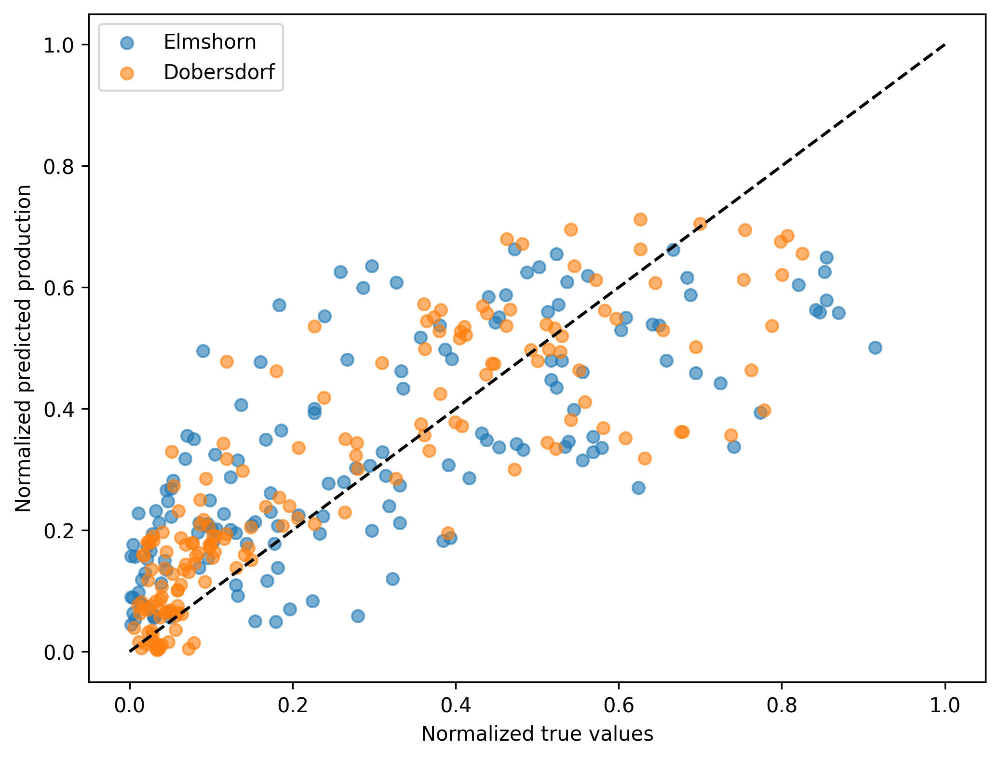 Elmshorn
Dobersdorf
1.0
0.8
0.6
0.4
0.2
0.0
Normalized predicted production
0.0 0.2 0.4 0.6 0.8 1.0
Normalized true values